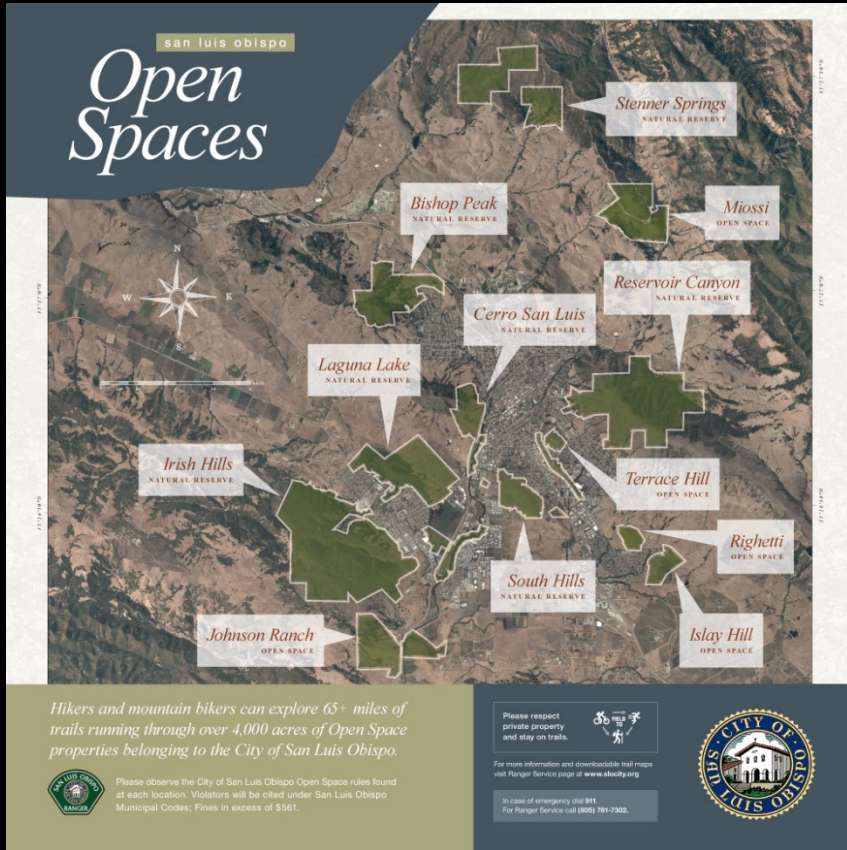 san luis obispo
Open
Spaces
Stenner Springs
NATURAL RESERVE
Bishop Peak
NATURAL RESERVE
Miossi
OPEN SPACE
N
W
E
S
Reservoir Canyon
NATURAL RESERVE
Cerro San Luis
NATURAL RESERVE
Laguna Lake
NATURAL RESERVE
Irish Hills
NATURAL RESERVE
Terrace Hill
OPEN SPACE
Righetti
OPEN SPACE
South Hills
NATURAL RESERVE
Johnson Ranch
OPEN SPACE
Islay Hill
OPEN SPACE
Hikers and mountain bikers can explore 65+ miles of
trails running through over 4,000 acres of Open Space
properties belonging to the City of San Luis Obispo.
SAN LUIS OBISPO
RANGER
Please observe the City of San Luis Obispo Open Space rules found
at each location. Violators will be cited under San Luis Obispo
Municipal Codes; Fines in excess of $561.
Please respect
private property
and stay on trails.
YIELD
TO
For more information and downloadable trail maps
visit Ranger Service page at www.slocity.org
In case of emergency dial 911.
For Ranger Service call (805) 781-7302.
CITY OF
SAN LUIS OBISPO